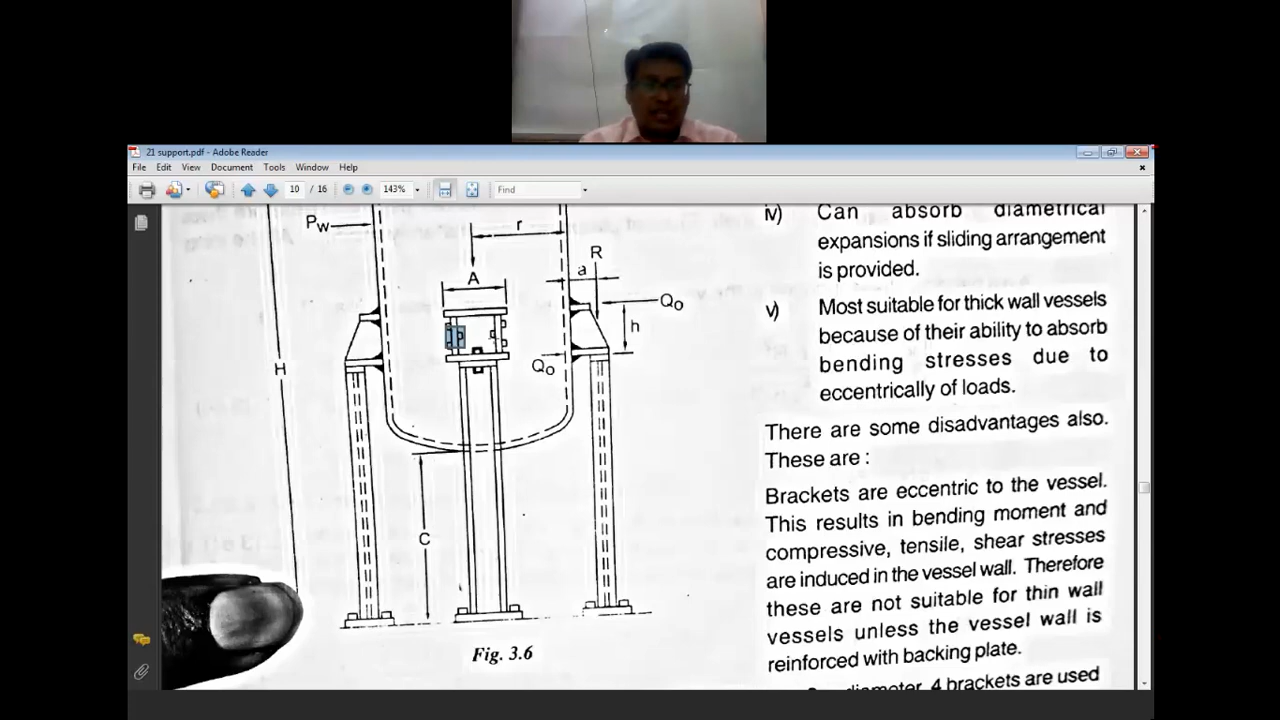 21 support.pdf - Adobe Reader
File Edit View Document Tools Window Help
10 / 16 143% Find
Pw
r
R
a
A
Qo
h
H
Qo
C
Fig. 3.6
iv) Can absorb diametrical
expansions if sliding arrangement
is provided.
v) Most suitable for thick wall vessels
because of their ability to absorb
bending stresses due to
eccentrically of loads.
There are some disadvantages also.
These are :
Brackets are eccentric to the vessel.
This results in bending moment and
compressive, tensile, shear stresses
are induced in the vessel wall. Therefore
these are not suitable for thin wall
vessels unless the vessel wall is
reinforced with backing plate.
diameter, 4 brackets are used